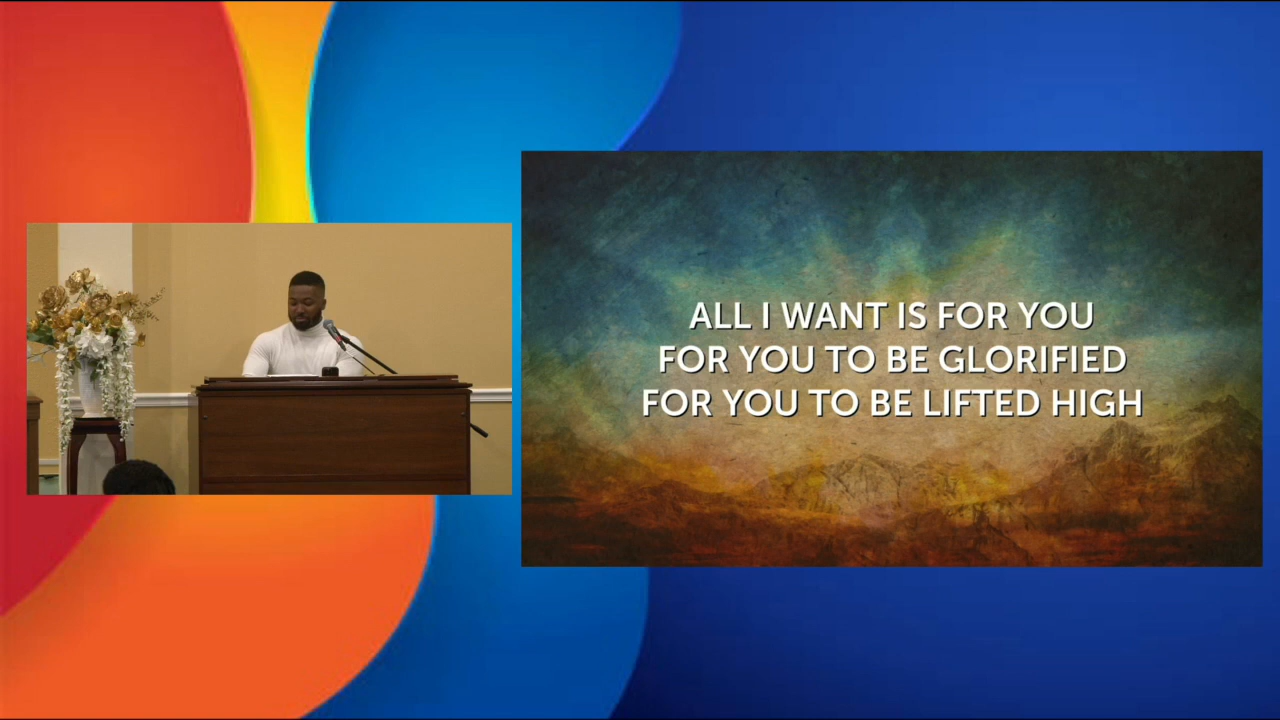 ALL I WANT IS FOR YOU
FOR YOU TO BE GLORIFIED
FOR YOU TO BE LIFTED HIGH